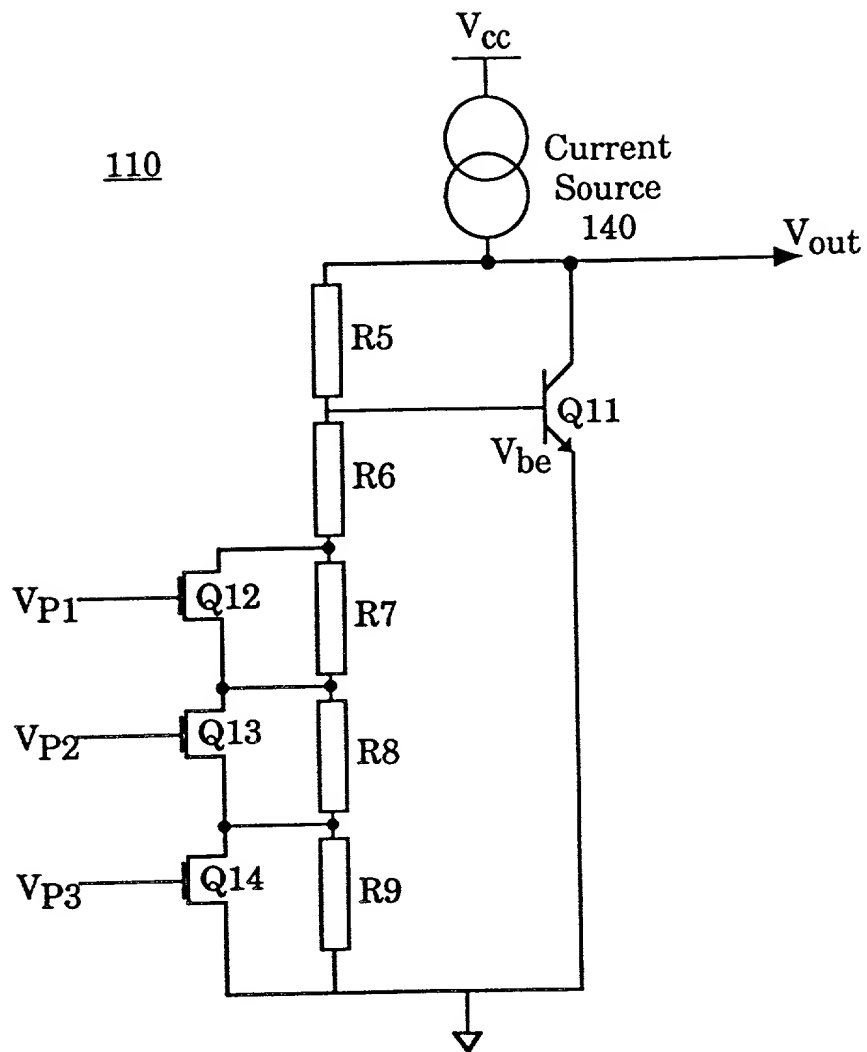 Vcc
110
Current
Source
140
Vout
R5
Q11
Vbe
R6
VP1
Q12
R7
VP2
Q13
R8
VP3
Q14
R9